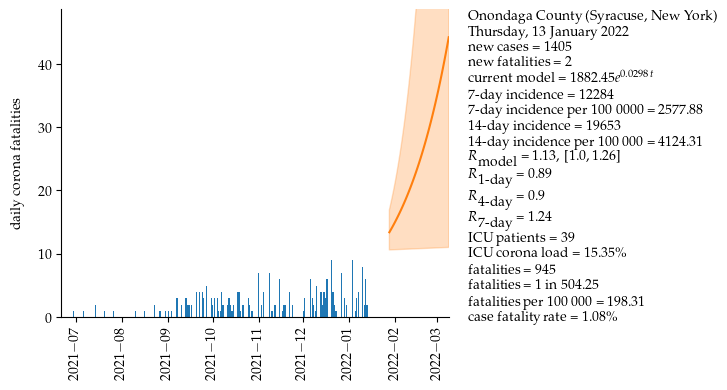 Onondaga County (Syracuse, New York)
Thursday, 13 January 2022
new cases = 1405
new fatalities = 2
current model = 1882.45e^{0.0298 t}
7-day incidence = 12284
7-day incidence per 100 0000 = 2577.88
14-day incidence = 19653
14-day incidence per 100 000 = 4124.31
R_model = 1.13, [1.0, 1.26]
R_1-day = 0.89
R_4-day = 0.9
R_7-day = 1.24
ICU patients = 39
ICU corona load = 15.35%
fatalities = 945
fatalities = 1 in 504.25
fatalities per 100 000 = 198.31
case fatality rate = 1.08%
daily corona fatalities
40
30
20
10
0
2021−07
2021−08
2021−09
2021−10
2021−11
2021−12
2022−01
2022−02
2022−03